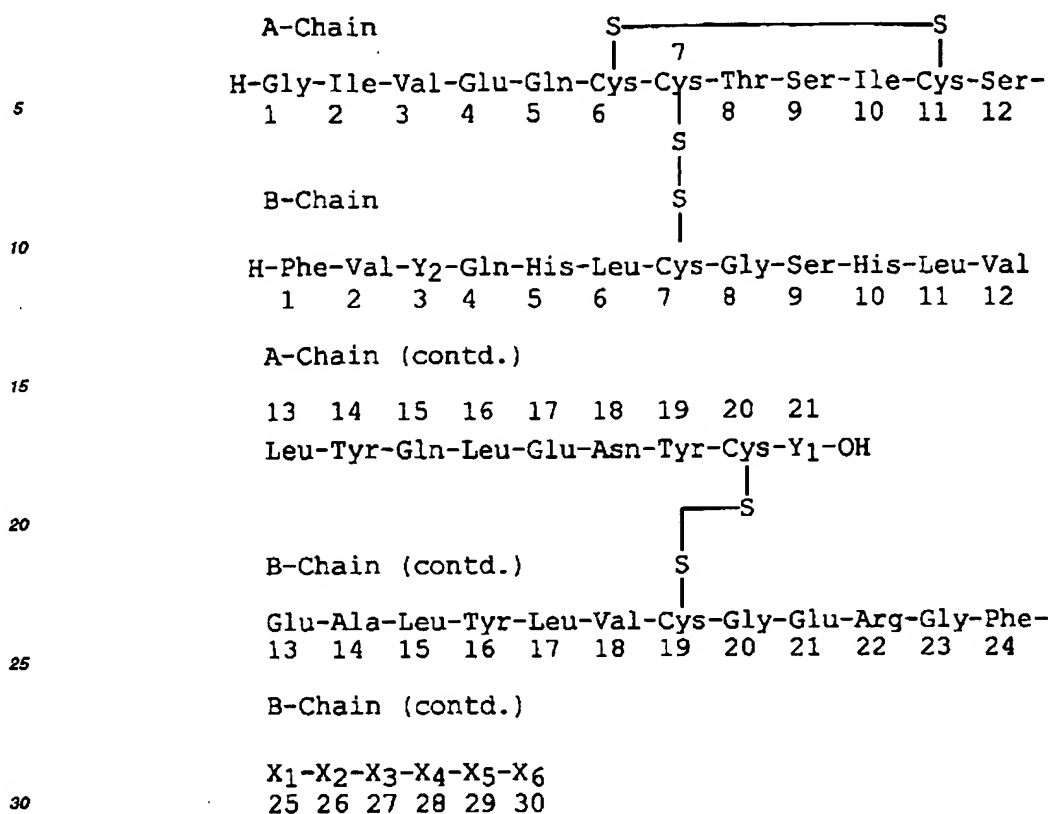 A-Chain S S
7
H-Gly-Ile-Val-Glu-Gln-Cys-Cys-Thr-Ser-Ile-Cys-Ser-
5 1 2 3 4 5 6 8 9 10 11 12
S
B-Chain S
10
H-Phe-Val-Y2-Gln-His-Leu-Cys-Gly-Ser-His-Leu-Val
1 2 3 4 5 6 7 8 9 10 11 12
A-Chain (contd.)
15
13 14 15 16 17 18 19 20 21
Leu-Tyr-Gln-Leu-Glu-Asn-Tyr-Cys-Y1-OH
20 S
B-Chain (contd.) S
Glu-Ala-Leu-Tyr-Leu-Val-Cys-Gly-Glu-Arg-Gly-Phe-
13 14 15 16 17 18 19 20 21 22 23 24
25
B-Chain (contd.)
X1-X2-X3-X4-X5-X6
30 25 26 27 28 29 30